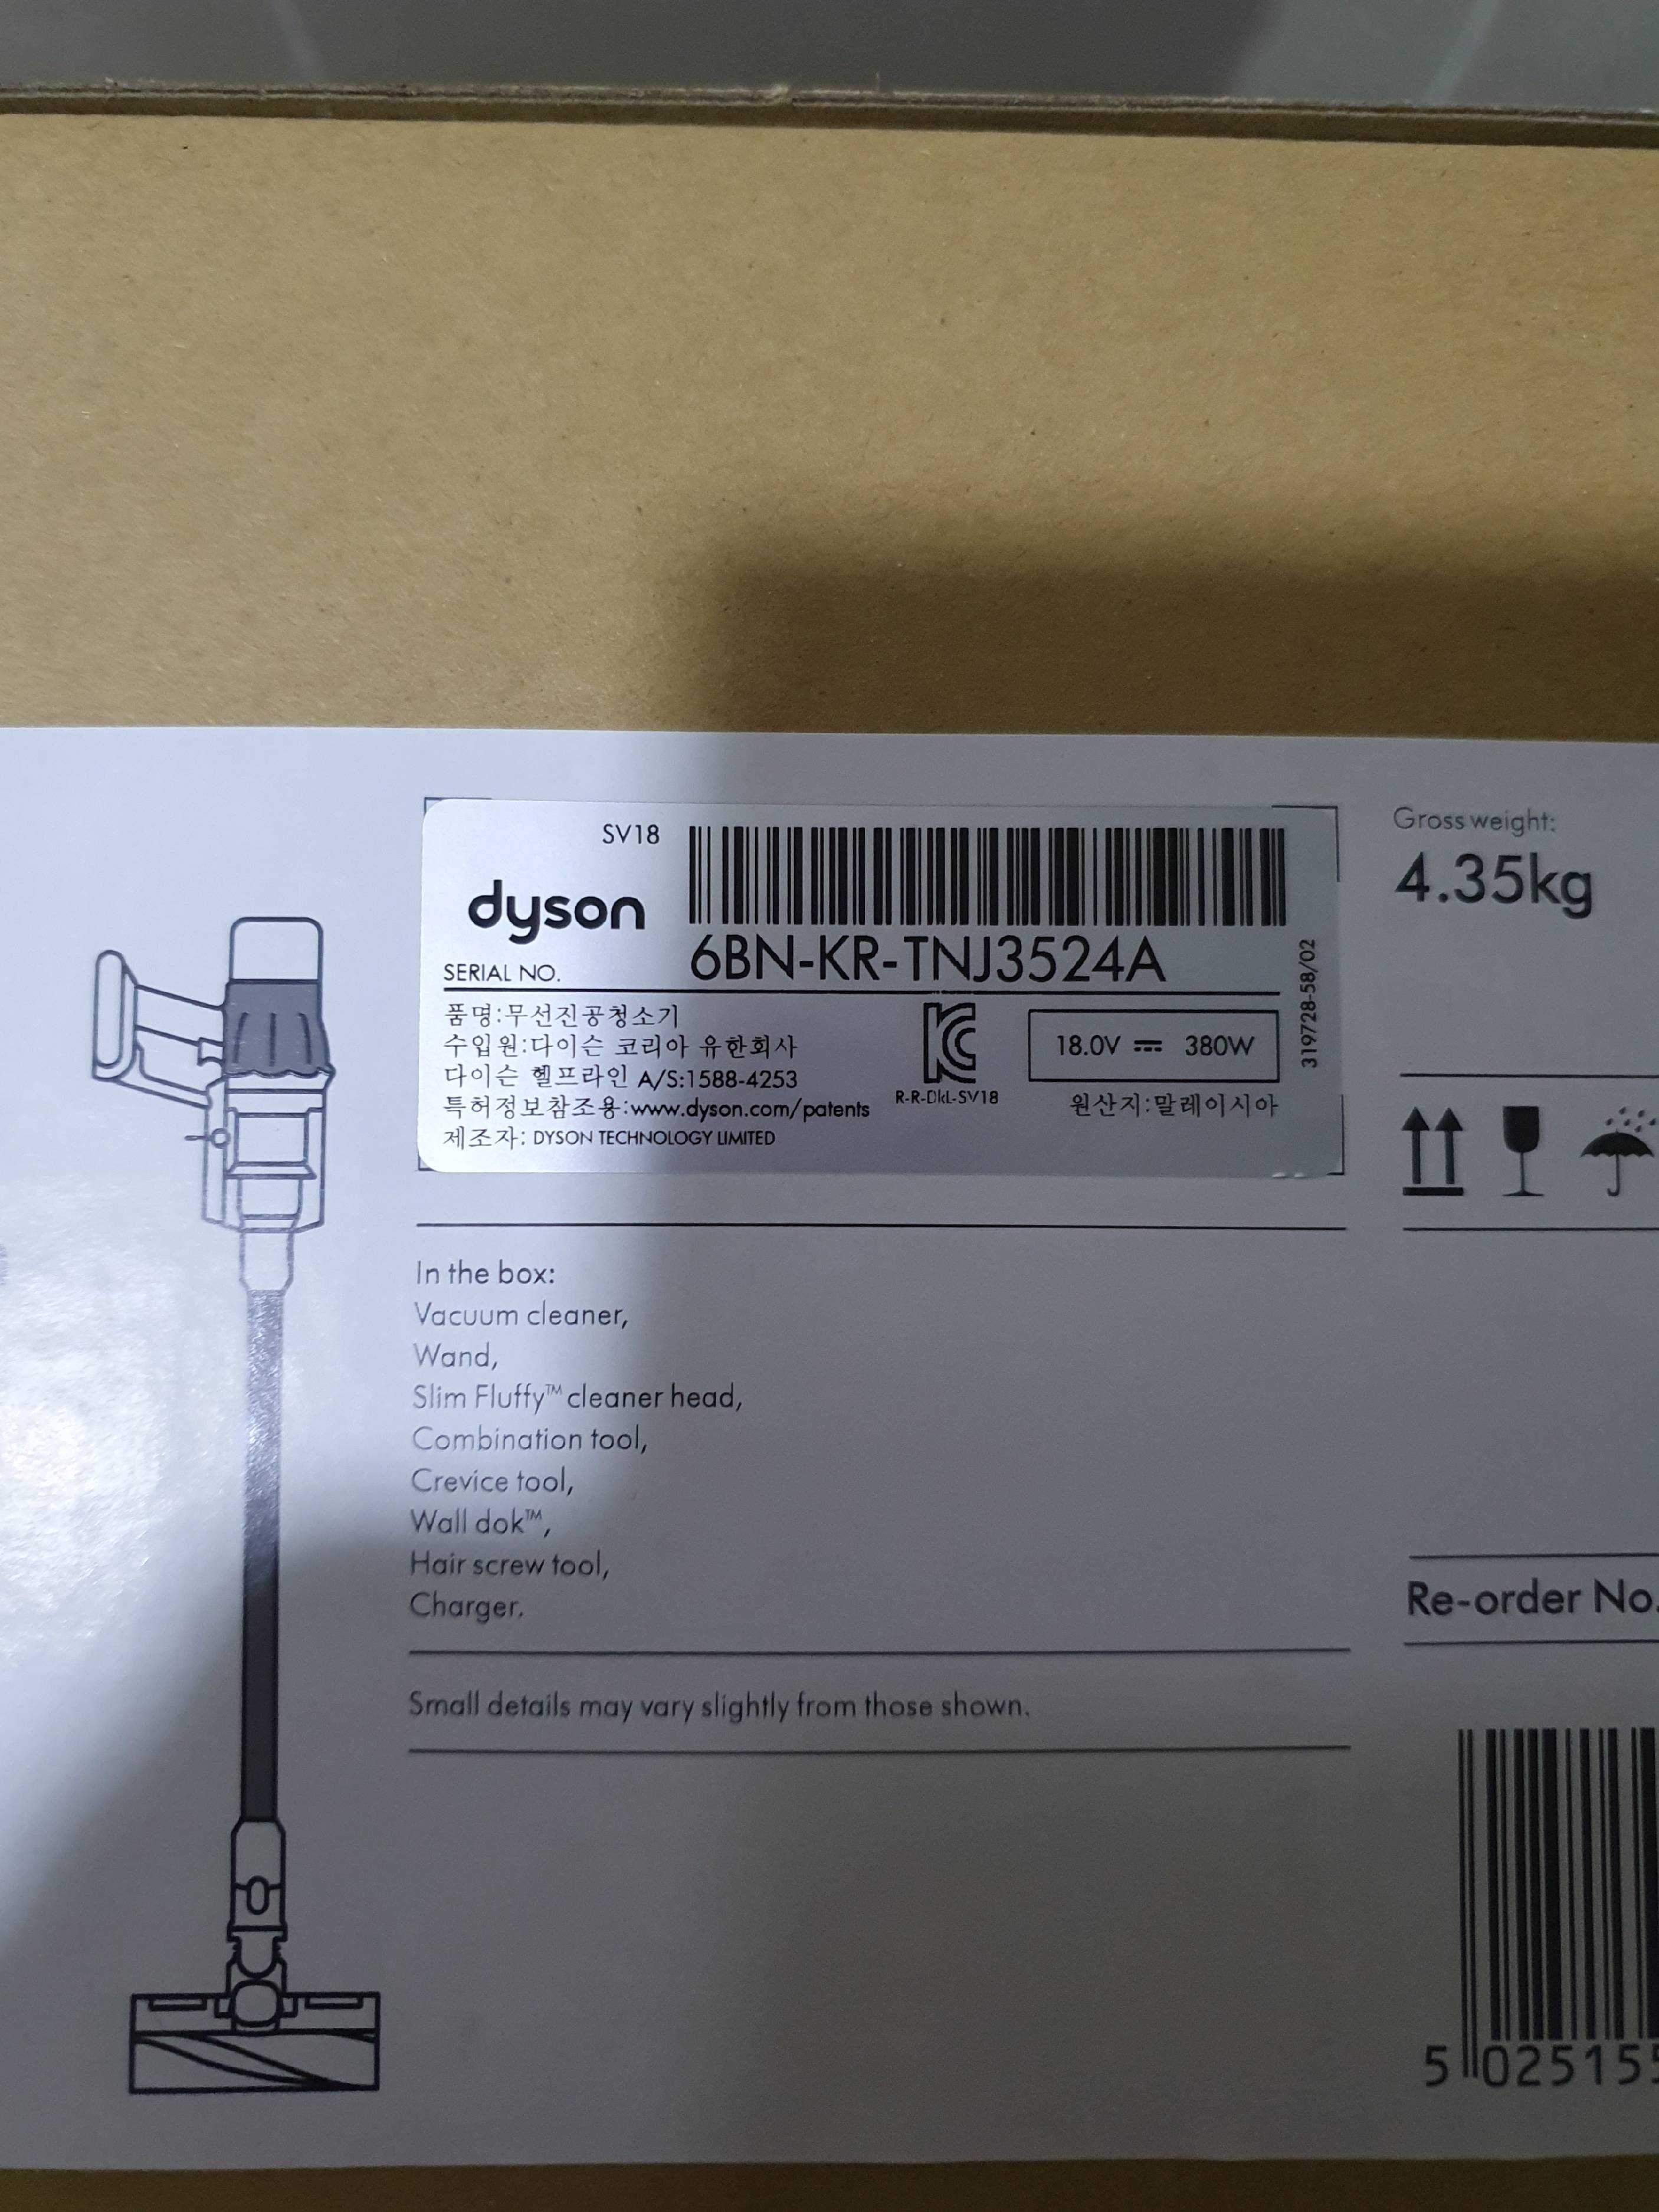 SV18
dyson
SERIAL NO. 6BN-KR-TNJ3524A
319728-58/02
품명:무선진공청소기
수입원:다이슨 코리아 유한회사
다이슨 헬프라인 A/S:1588-4253
특허정보참조용:www.dyson.com/patents
제조자: DYSON TECHNOLOGY LIMITED
R-R-DkL-SV18
18.0V ⎓ 380W
원산지:말레이시아
Gross weight:
4.35kg
In the box:
Vacuum cleaner,
Wand,
Slim Fluffy™ cleaner head,
Combination tool,
Crevice tool,
Wall dok™,
Hair screw tool,
Charger.
Small details may vary slightly from those shown.
Re-order No.
5 025155